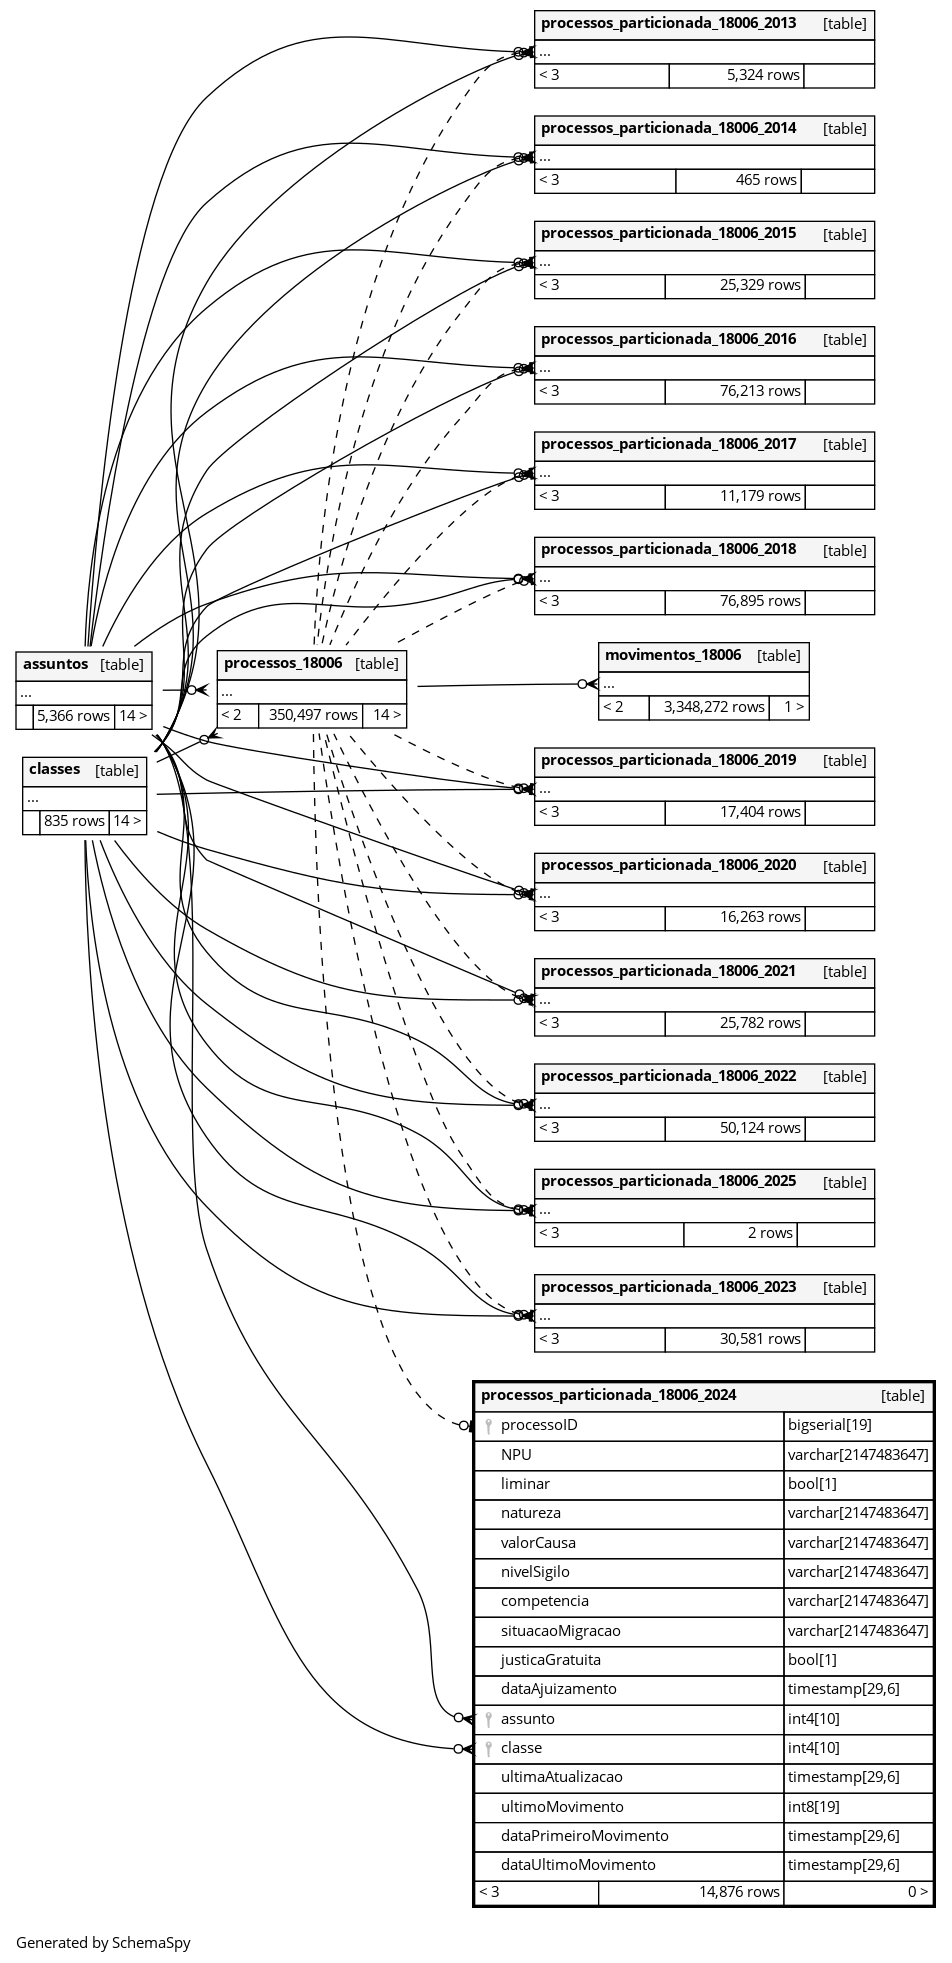 processos_particionada_18006_2013 [table]
...
< 3 5,324 rows
processos_particionada_18006_2014 [table]
...
< 3 465 rows
processos_particionada_18006_2015 [table]
...
< 3 25,329 rows
processos_particionada_18006_2016 [table]
...
< 3 76,213 rows
processos_particionada_18006_2017 [table]
...
< 3 11,179 rows
processos_particionada_18006_2018 [table]
...
< 3 76,895 rows
assuntos [table]
...
5,366 rows 14 >
processos_18006 [table]
...
< 2 350,497 rows 14 >
movimentos_18006 [table]
...
< 2 3,348,272 rows 1 >
classes [table]
...
835 rows 14 >
processos_particionada_18006_2019 [table]
...
< 3 17,404 rows
processos_particionada_18006_2020 [table]
...
< 3 16,263 rows
processos_particionada_18006_2021 [table]
...
< 3 25,782 rows
processos_particionada_18006_2022 [table]
...
< 3 50,124 rows
processos_particionada_18006_2025 [table]
...
< 3 2 rows
processos_particionada_18006_2023 [table]
...
< 3 30,581 rows
processos_particionada_18006_2024 [table]
processoID bigserial[19]
NPU varchar[2147483647]
liminar bool[1]
natureza varchar[2147483647]
valorCausa varchar[2147483647]
nivelSigilo varchar[2147483647]
competencia varchar[2147483647]
situacaoMigracao varchar[2147483647]
justicaGratuita bool[1]
dataAjuizamento timestamp[29,6]
assunto int4[10]
classe int4[10]
ultimaAtualizacao timestamp[29,6]
ultimoMovimento int8[19]
dataPrimeiroMovimento timestamp[29,6]
dataUltimoMovimento timestamp[29,6]
< 3 14,876 rows 0 >
Generated by SchemaSpy